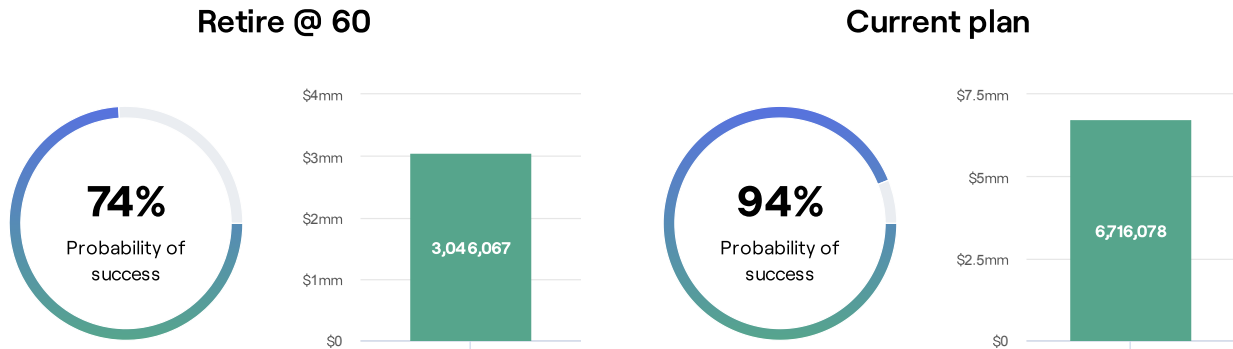 Retire @ 60
74%
Probability of
success
$4mm
$3mm
$2mm
$1mm
$0
3,046,067
Current plan
94%
Probability of
success
$7.5mm
$5mm
$2.5mm
$0
6,716,078